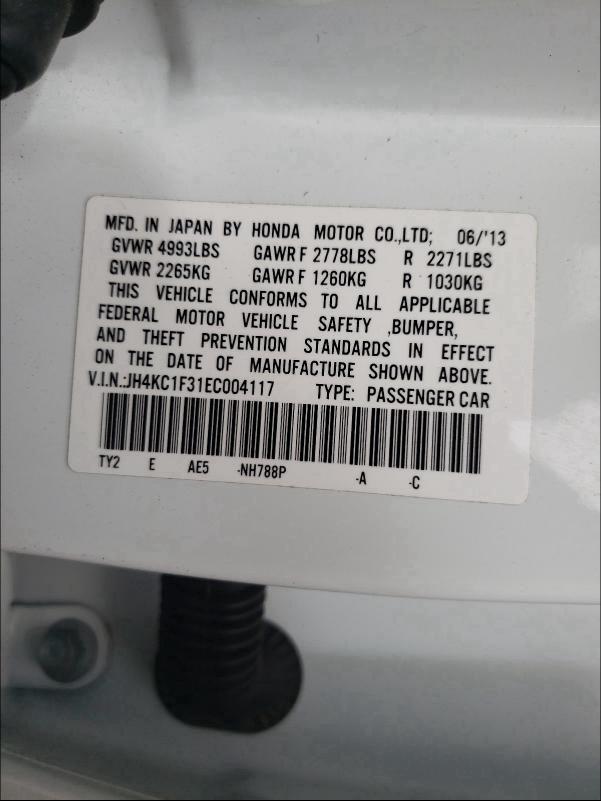 MFD. IN JAPAN BY HONDA MOTOR CO.,LTD; 06/'13
GVWR 4993LBS GAWR F 2778LBS R 2271LBS
GVWR 2265KG GAWR F 1260KG R 1030KG
THIS VEHICLE CONFORMS TO ALL APPLICABLE
FEDERAL MOTOR VEHICLE SAFETY ,BUMPER,
AND THEFT PREVENTION STANDARDS IN EFFECT
ON THE DATE OF MANUFACTURE SHOWN ABOVE.
V.I.N.:JH4KC1F31EC004117 TYPE: PASSENGER CAR
TY2 E AE5 -NH788P -A -C